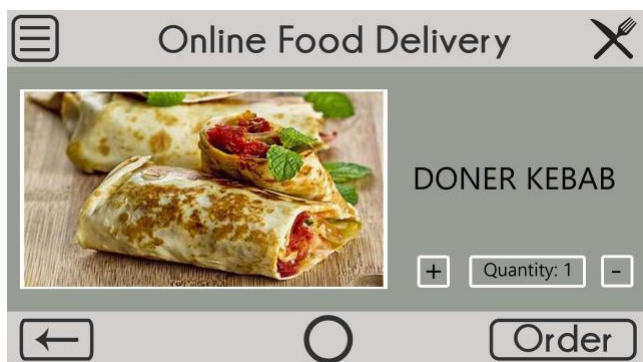 Online Food Delivery
DONER KEBAB
+ Quantity: 1 -
Order